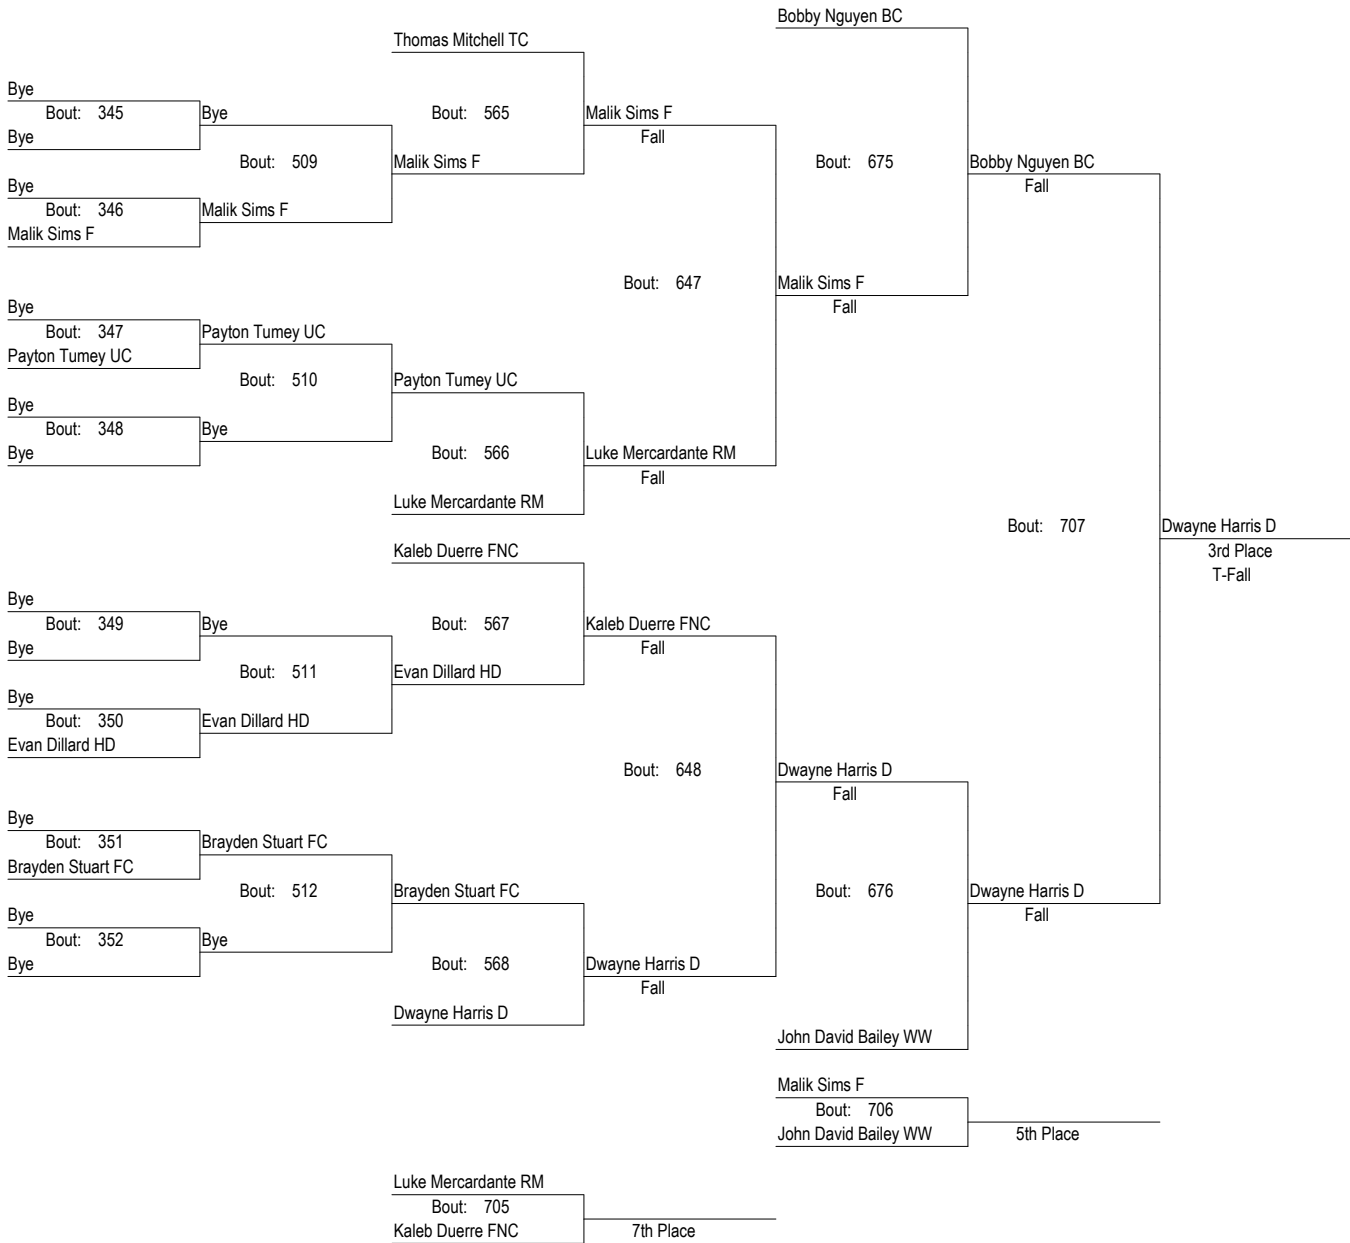 Bobby Nguyen BC
Thomas Mitchell TC
Bye
Bout: 345
Bye
Bout: 565
Malik Sims F
Fall
Bye
Bout: 509
Malik Sims F
Bout: 675
Bobby Nguyen BC
Fall
Bye
Bout: 346
Malik Sims F
Malik Sims F
Bout: 647
Malik Sims F
Fall
Bye
Bout: 347
Payton Tumey UC
Payton Tumey UC
Bout: 510
Payton Tumey UC
Bye
Bout: 348
Bye
Bye
Bout: 566
Luke Mercardante RM
Fall
Luke Mercardante RM
Bout: 707
Dwayne Harris D
3rd Place
T-Fall
Kaleb Duerre FNC
Bye
Bout: 349
Bye
Bout: 567
Kaleb Duerre FNC
Fall
Bye
Bout: 511
Evan Dillard HD
Bye
Bout: 350
Evan Dillard HD
Evan Dillard HD
Bout: 648
Dwayne Harris D
Fall
Bye
Bout: 351
Brayden Stuart FC
Brayden Stuart FC
Bout: 512
Brayden Stuart FC
Bout: 676
Dwayne Harris D
Fall
Bye
Bout: 352
Bye
Bye
Bout: 568
Dwayne Harris D
Fall
Dwayne Harris D
John David Bailey WW
Malik Sims F
Bout: 706
John David Bailey WW
5th Place
Luke Mercardante RM
Bout: 705
Kaleb Duerre FNC
7th Place